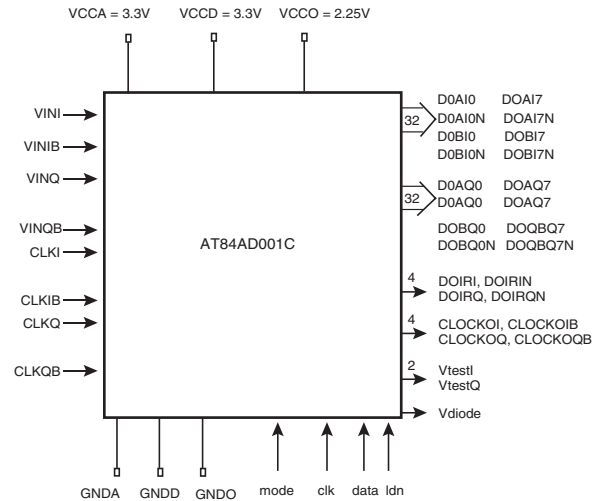 VCCA = 3.3V VCCD = 3.3V VCCO = 2.25V
VINI
VINIB
VINQ
VINQB
CLKI
CLKIB
CLKQ
CLKQB
AT84AD001C
32
D0AI0 DOAI7
D0AI0N DOAI7N
D0BI0 DOBI7
D0BI0N DOBI7N
32
D0AQ0 DOAQ7
D0AQ0 DOAQ7
DOBQ0 DOQBQ7
DOBQ0N DOQBQ7N
4
DOIRI, DOIRIN
DOIRQ, DOIRQN
4
CLOCKOI, CLOCKOIB
CLOCKOQ, CLOCKOQB
2
VtestI
VtestQ
Vdiode
GNDA GNDD GNDO mode clk data ldn